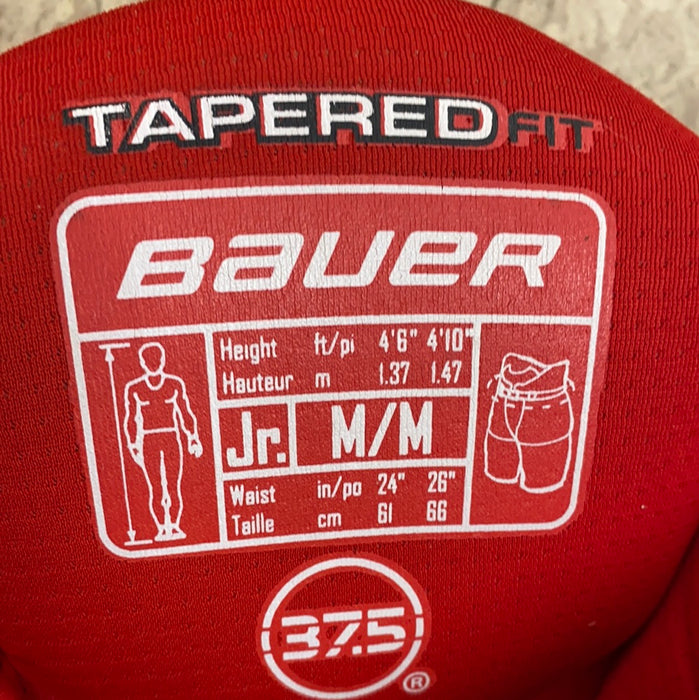 TAPERED FIT
BAUER
Height ft/pi 4'6" 4'10"
Hauteur m 1.37 1.47
Jr. M/M
Waist in/po 24" 26"
Taille cm 61 66
37.5
®